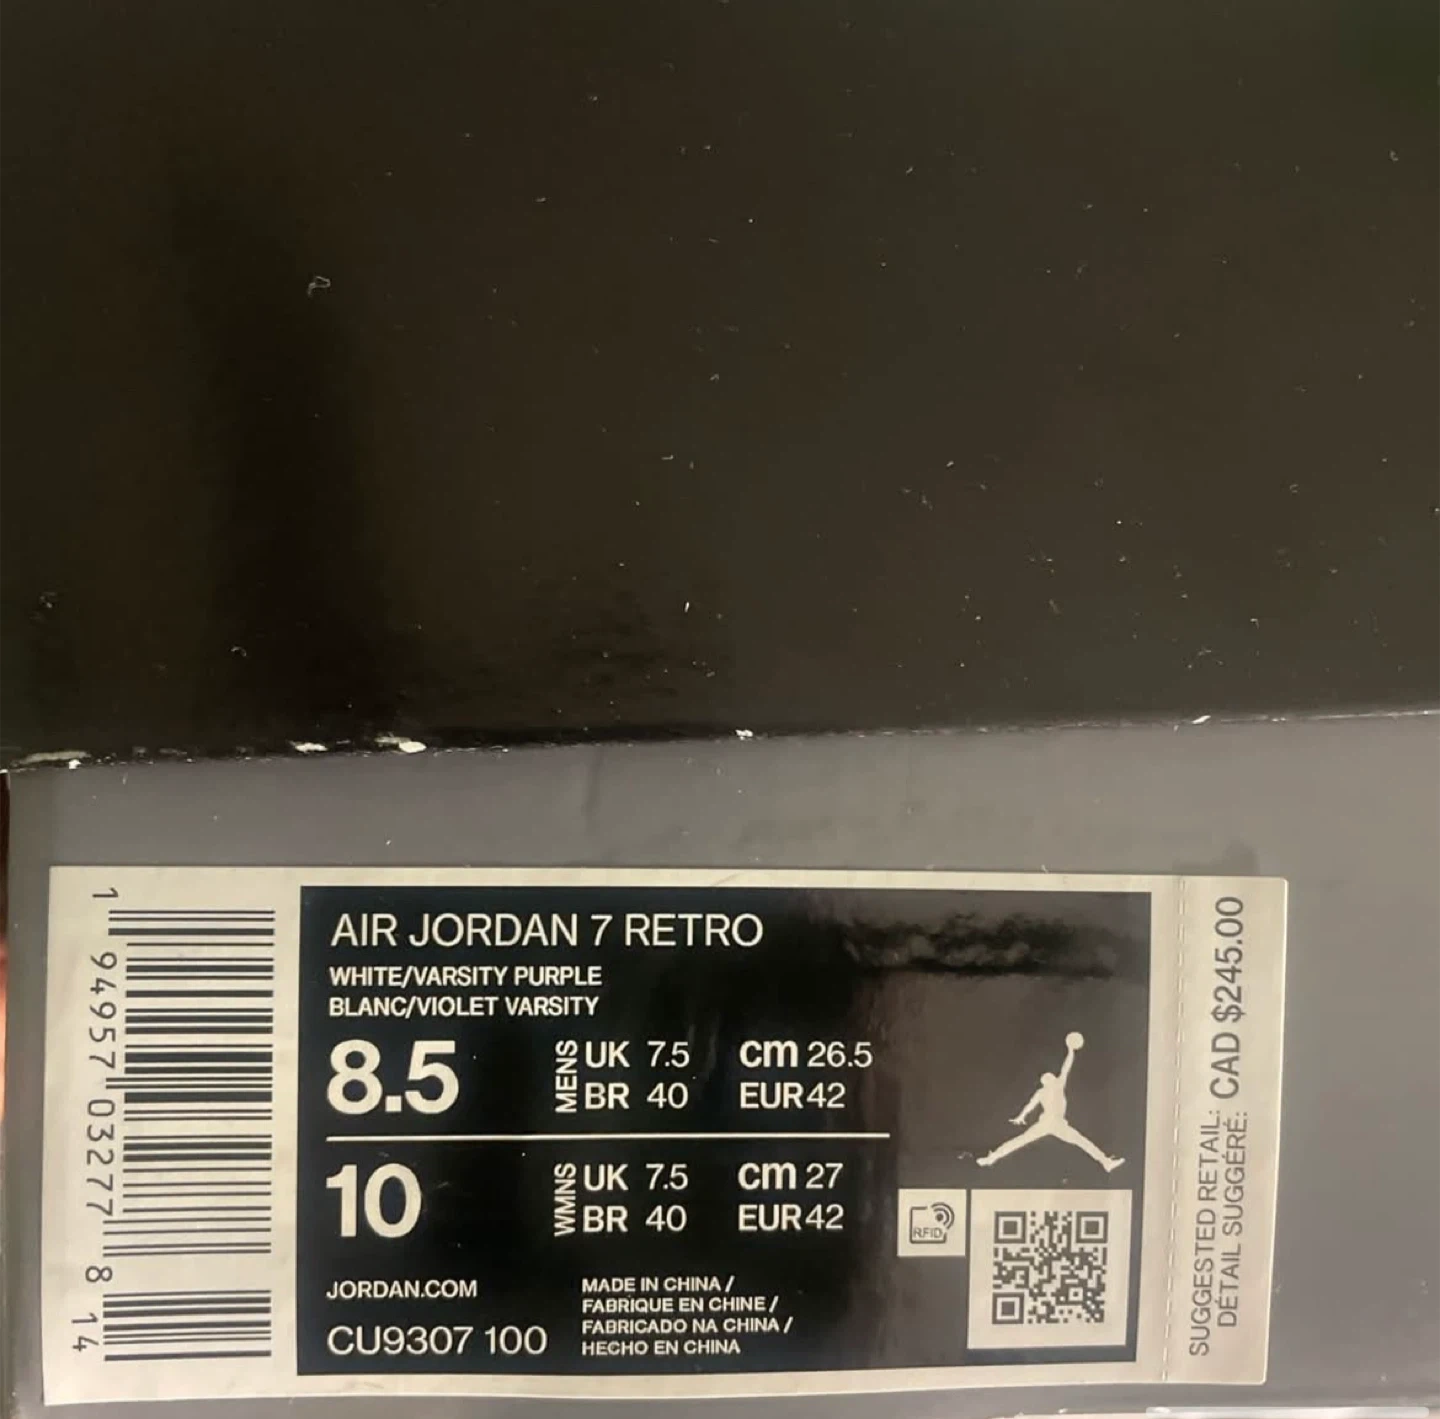 1 94957 03277 8 14
AIR JORDAN 7 RETRO
WHITE/VARSITY PURPLE
BLANC/VIOLET VARSITY
8.5 MENS UK 7.5 cm 26.5
BR 40 EUR 42
10 WMNS UK 7.5 cm 27
BR 40 EUR 42
JORDAN.COM
CU9307 100
MADE IN CHINA /
FABRIQUE EN CHINE /
FABRICADO NA CHINA /
HECHO EN CHINA
RFID
SUGGESTED RETAIL: CAD $245.00
DÉTAIL SUGGÉRÉ: